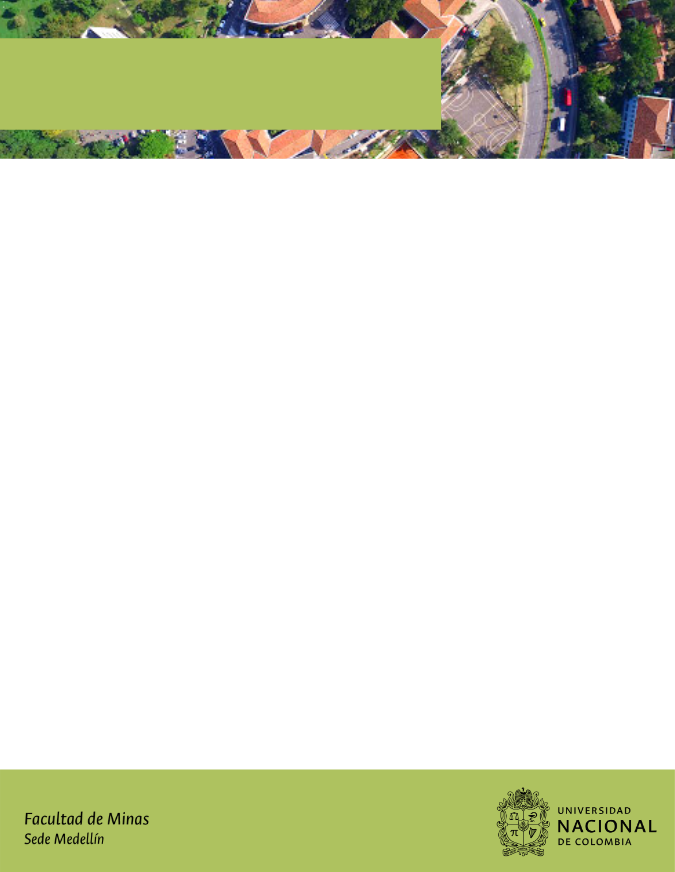 Facultad de Minas
Sede Medellín
UNIVERSIDAD
NACIONAL
DE COLOMBIA